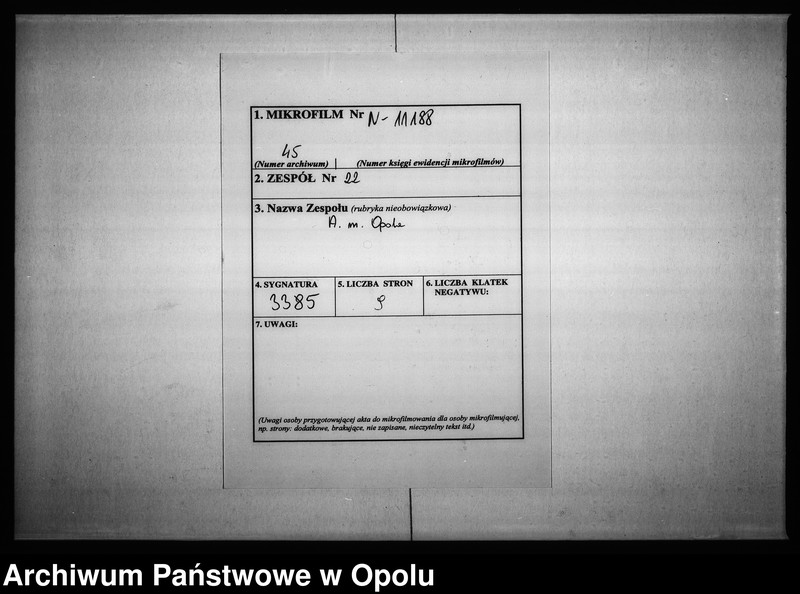 1. MIKROFILM Nr N-11188
45
(Numer archiwum) (Numer księgi ewidencji mikrofilmów)
2. ZESPÓŁ Nr 22
3. Nazwa Zespołu (rubryka nieobowiązkowa)
A. m. Opole
4. SYGNATURA
3385
5. LICZBA STRON
9
6. LICZBA KLATEK
NEGATYWU:
7. UWAGI:
(Uwagi osoby przygotowującej akta do mikrofilmowania dla osoby mikrofilmującej,
np. strony: dodatkowe, brakujące, nie zapisane, nieczytelny tekst itd.)
Archiwum Państwowe w Opolu